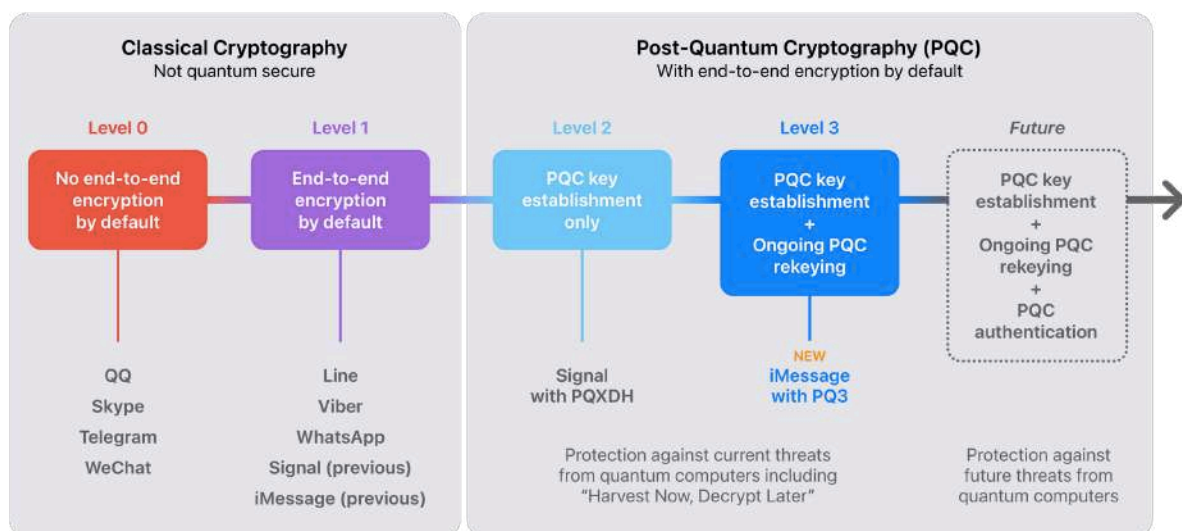 Classical Cryptography
Not quantum secure
Post-Quantum Cryptography (PQC)
With end-to-end encryption by default
Level 0
No end-to-end
encryption
by default
QQ
Skype
Telegram
WeChat
Level 1
End-to-end
encryption
by default
Line
Viber
WhatsApp
Signal (previous)
iMessage (previous)
Level 2
PQC key
establishment
only
Signal
with PQXDH
Level 3
PQC key
establishment
+
Ongoing PQC
rekeying
NEW
iMessage
with PQ3
Protection against current threats
from quantum computers including
“Harvest Now, Decrypt Later”
Future
PQC key
establishment
+
Ongoing PQC
rekeying
+
PQC
authentication
Protection against
future threats from
quantum computers